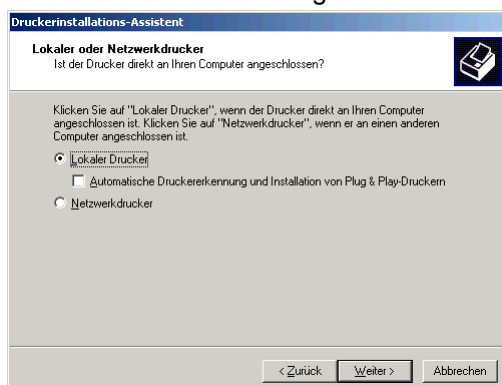 Druckerinstallations-Assistent
Lokaler oder Netzwerkdrucker
Ist der Drucker direkt an Ihren Computer angeschlossen?
Klicken Sie auf "Lokaler Drucker", wenn der Drucker direkt an Ihren Computer
angeschlossen ist. Klicken Sie auf "Netzwerkdrucker", wenn er an einen anderen
Computer angeschlossen ist.
Lokaler Drucker
Automatische Druckererkennung und Installation von Plug & Play-Druckern
Netzwerkdrucker
< Zurück Weiter > Abbrechen